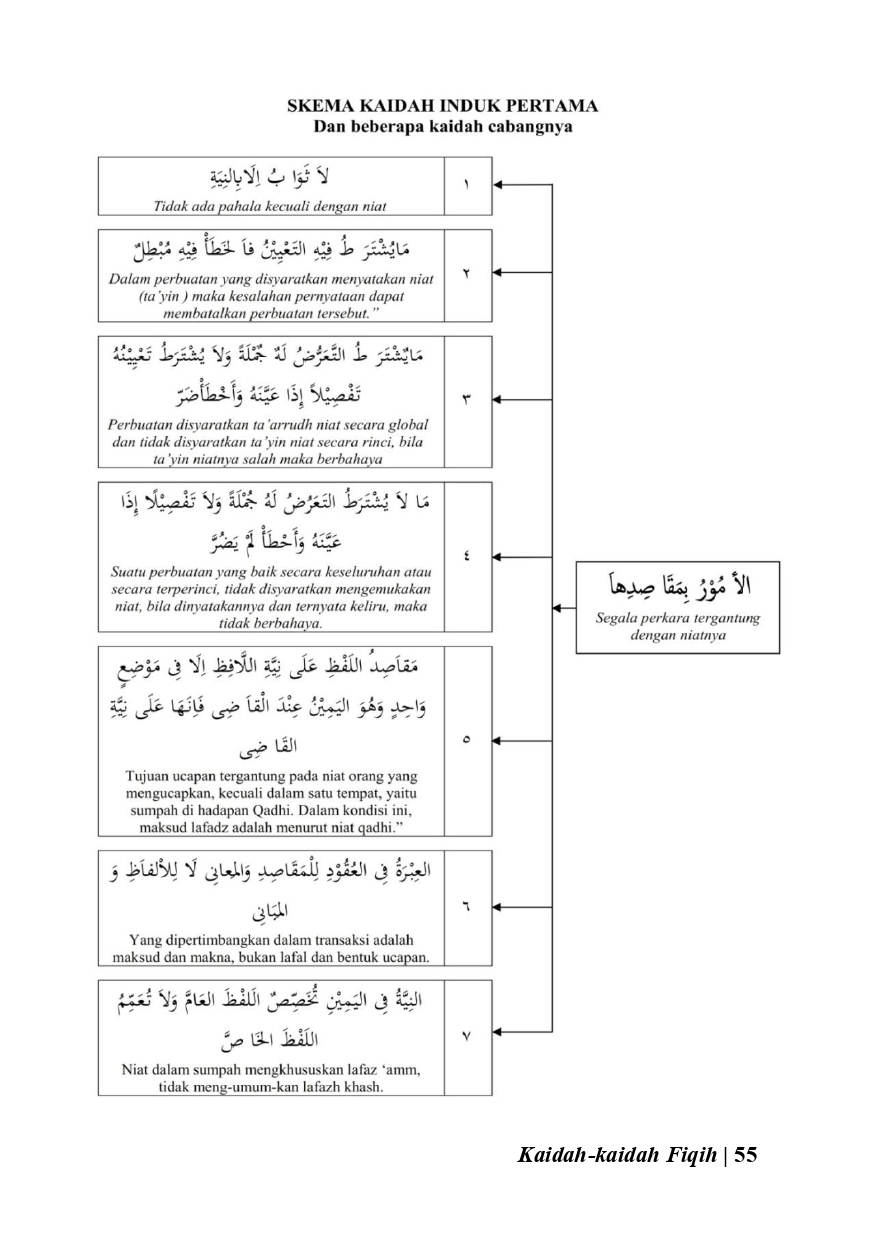 SKEMA KAIDAH INDUK PERTAMA
Dan beberapa kaidah cabangnya
لاَ ثَوَا بُ اِلَابِالنِيَةِ
Tidak ada pahala kecuali dengan niat
١
مَايُشْتَرَ طُ فِيْهِ التَعْيِيْنُ فاَ لخَطَأْ فِيْهِ مُبْطِلٌ
Dalam perbuatan yang disyaratkan menyatakan niat
(ta’yin ) maka kesalahan pernyataan dapat
membatalkan perbuatan tersebut.”
٢
مَايٌشْتَرَ طُ التَّعَرُّضُ لَهٌ جٌمْلَةً وَلاَ يُشْتَرَطُ تَعْيِيْنُهُ
تَفْصِيْلاً إِذَا عَيَّنَهُ وَأَخْطَأْضَرّ
Perbuatan disyaratkan ta’arrudh niat secara global
dan tidak disyaratkan ta’yin niat secara rinci, bila
ta’yin niatnya salah maka berbahaya
٣
مَا لاَ يُشْتَرَطُ التَعَرُضُ لَهُ جُمْلَةً وَلاَ تَفْصِيْلًا إِذَا
عَيَّنَهُ وَأَخْطَأْ لَمْ يَضُرَّ
Suatu perbuatan yang baik secara keseluruhan atau
secara terperinci, tidak disyaratkan mengemukakan
niat, bila dinyatakannya dan ternyata keliru, maka
tidak berbahaya.
٤
الأ مُوْرُ بِمَقَا صِدِهاَ
Segala perkara tergantung
dengan niatnya
مَقاَصِدُ اللَفْظِ عَلَى نِيَّةِ اللَّافِظِ اِلَا فِى مَوْضِعٍ
وَاحِدٍ وَهُوَ اليَمِيْنُ عِنْدَ الْقاَ ضِى فَاِنَهَا عَلَى نِيَّةِ
القَا ضِى
Tujuan ucapan tergantung pada niat orang yang
mengucapkan, kecuali dalam satu tempat, yaitu
sumpah di hadapan Qadhi. Dalam kondisi ini,
maksud lafadz adalah menurut niat qadhi.”
٥
العِبْرَةُ فِى العُقُوْدِ لِلْمَقَاصِدِ وَالمعِانِى لَا لِلأْلفاَظِ وَ
المبَانِى
Yang dipertimbangkan dalam transaksi adalah
maksud dan makna, bukan lafal dan bentuk ucapan.
٦
النِيَّةُ فِى اليَمِيْنِ تُخَصِّصٌ الَلفْظَ العَامَّ وَلاَ تُعَمِّمُ
اللَفْظَ الخَا صَّ
Niat dalam sumpah mengkhususkan lafaz ‘amm,
tidak meng-umum-kan lafazh khash.
٧
Kaidah-kaidah Fiqih | 55